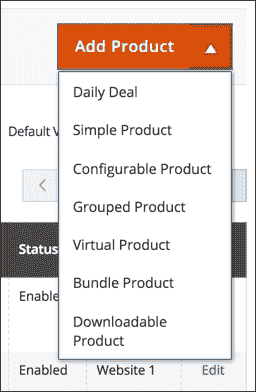 Add Product
Daily Deal
Default V
Simple Product
Configurable Product
Grouped Product
Status
Virtual Product
Bundle Product
Enable
Downloadable
Product
Enabled Website 1 Edit